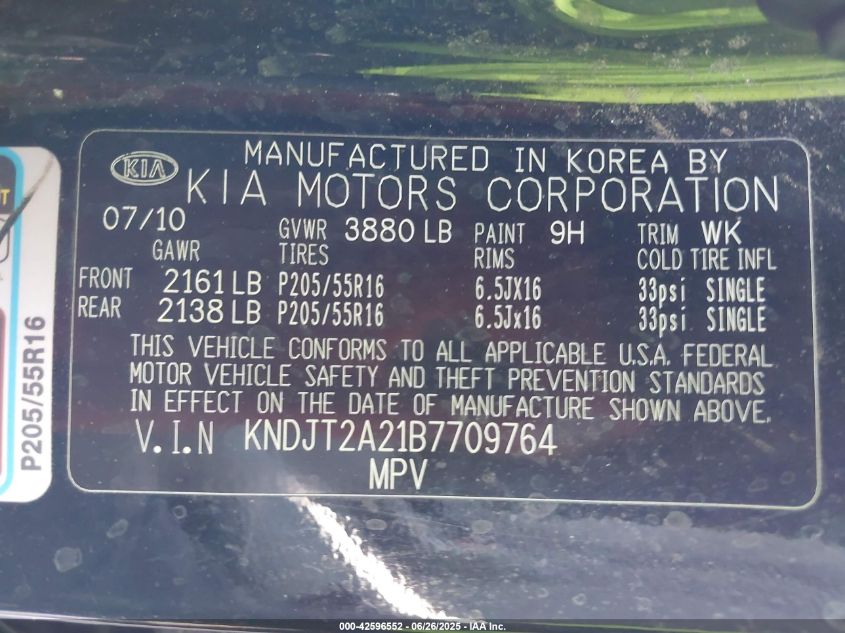 KIA
MANUFACTURED IN KOREA BY
KIA MOTORS CORPORATION
07/10 GVWR 3880 LB PAINT 9H TRIM WK
GAWR TIRES RIMS COLD TIRE INFL
FRONT 2161 LB P205/55R16 6.5JX16 33psi SINGLE
REAR 2138 LB P205/55R16 6.5Jx16 33psi SINGLE
THIS VEHICLE CONFORMS TO ALL APPLICABLE U.S.A. FEDERAL
MOTOR VEHICLE SAFETY AND THEFT PREVENTION STANDARDS
IN EFFECT ON THE DATE OF MANUFACTURE SHOWN ABOVE.
V.I.N KNDJT2A21B7709764
MPV
P205/55R16
000-42596552 / 06/26/2025 - IAA Inc.